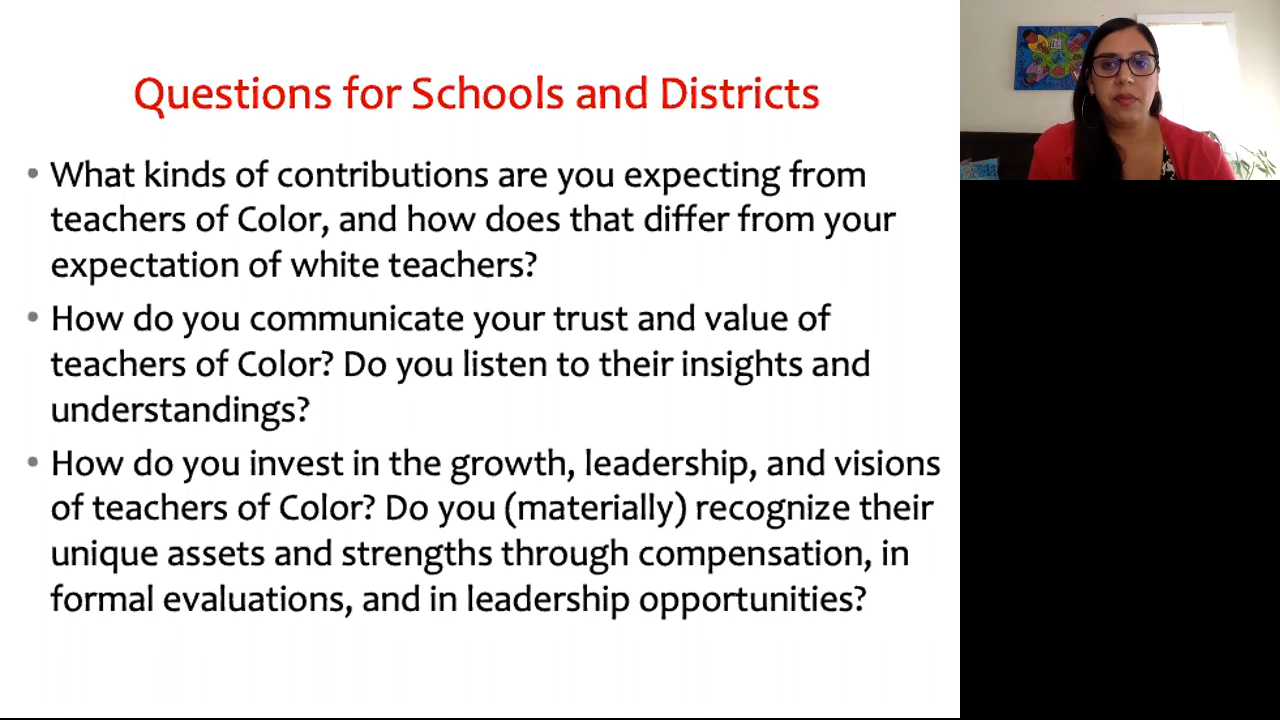 Questions for Schools and Districts
• What kinds of contributions are you expecting from
teachers of Color, and how does that differ from your
expectation of white teachers?
• How do you communicate your trust and value of
teachers of Color? Do you listen to their insights and
understandings?
• How do you invest in the growth, leadership, and visions
of teachers of Color? Do you (materially) recognize their
unique assets and strengths through compensation, in
formal evaluations, and in leadership opportunities?